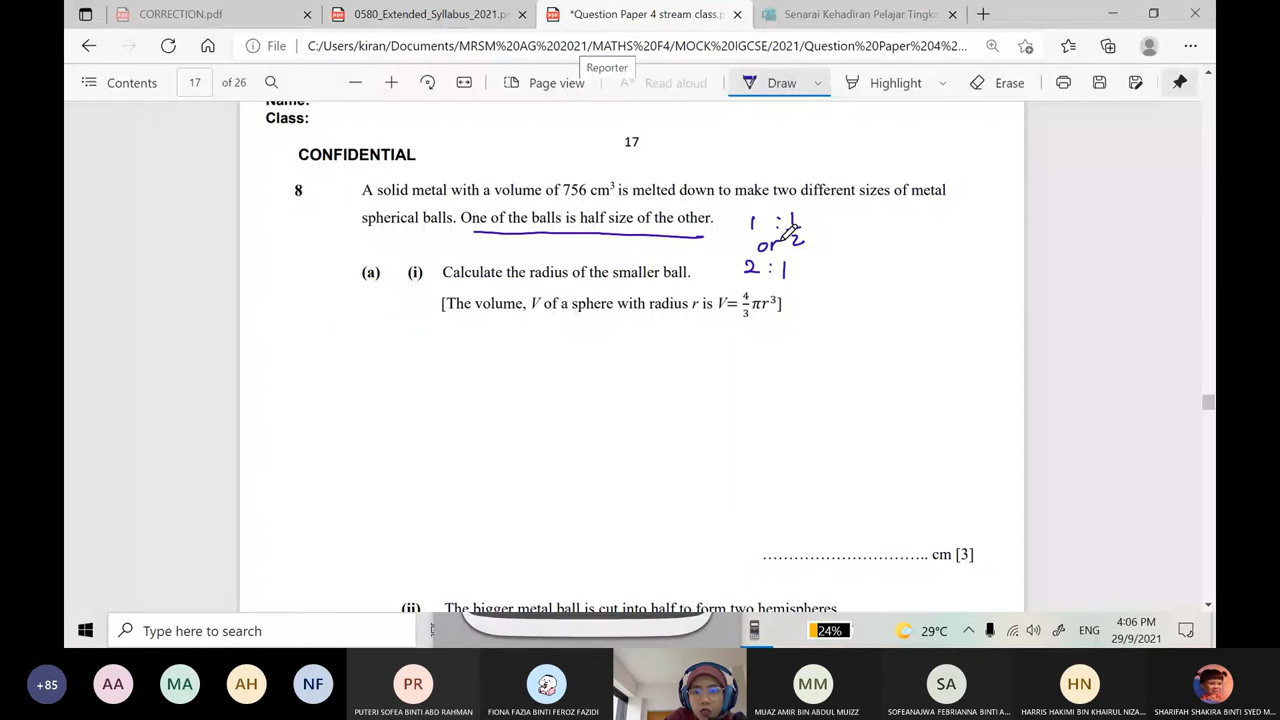 CORRECTION.pdf
0580_Extended_Syllabus_2021.pdf
*Question Paper 4 stream class.p
Senarai Kehadiran Pelajar Tingka
File
C:/Users/kiran/Documents/MRSM%20AG%202021/MATHS%20F4/MOCK%20IGCSE/2021/Question%20Paper%204%2...
Reporter
Contents
17
of 26
Page view
Read aloud
Draw
Highlight
Erase
Name:
Class:
17
CONFIDENTIAL
8 A solid metal with a volume of 756 cm³ is melted down to make two different sizes of metal
spherical balls. One of the balls is half size of the other.
1 : 1/2
or
2 : 1
(a) (i) Calculate the radius of the smaller ball.
[The volume, V of a sphere with radius r is V= 4/3 πr³]
………………………….. cm [3]
(ii) The bigger metal ball is cut into half to form two hemispheres
Type here to search
24%
29°C
ENG
4:06 PM
29/9/2021
+85
AA
MA
AH
NF
PR
MM
SA
HN
PUTERI SOFEA BINTI ABD RAHMAN
FIONA FAZIA BINTI FEROZ FAZIDI
MUAZ AMIR BIN ABDUL MUIZZ
SOFEANAJWA FEBRIANNA BINTI A...
HARRIS HAKIMI BIN KHAIRUL NIZA...
SHARIFAH SHAKIRA BINTI SYED M...